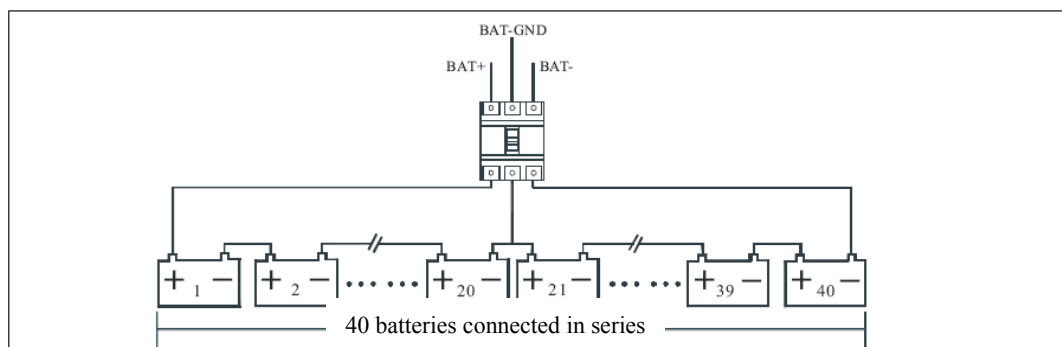 BAT-GND
BAT+ BAT-
+ 1 − + 2 − + 20 − + 21 − + 39 − + 40 −
40 batteries connected in series